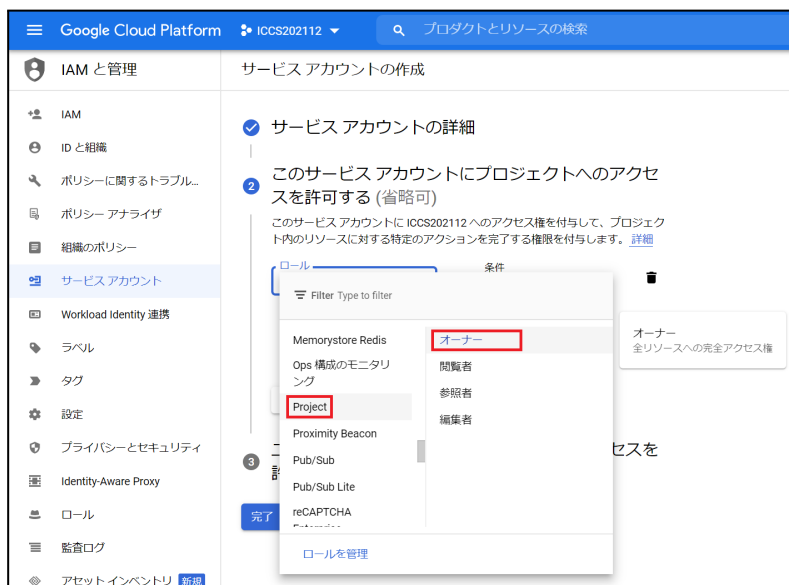 Google Cloud Platform
ICCS202112
プロダクトとリソースの検索
IAM と管理
サービス アカウントの作成
IAM
ID と組織
ポリシーに関するトラブル...
ポリシー アナライザ
組織のポリシー
サービス アカウント
Workload Identity 連携
ラベル
タグ
設定
プライバシーとセキュリティ
Identity-Aware Proxy
ロール
監査ログ
アセット インベントリ 新規
サービス アカウントの詳細
2
このサービス アカウントにプロジェクトへのアクセ
スを許可する (省略可)
このサービス アカウントに ICCS202112 へのアクセス権を付与して、プロジェク
ト内のリソースに対する特定のアクションを完了する権限を付与します。 詳細
ロール
条件
Filter Type to filter
Memorystore Redis
Ops 構成のモニタリ
ング
Project
Proximity Beacon
Pub/Sub
Pub/Sub Lite
reCAPTCHA
オーナー
閲覧者
参照者
編集者
ロールを管理
オーナー
全リソースへの完全アクセス権
3
セスを
完了